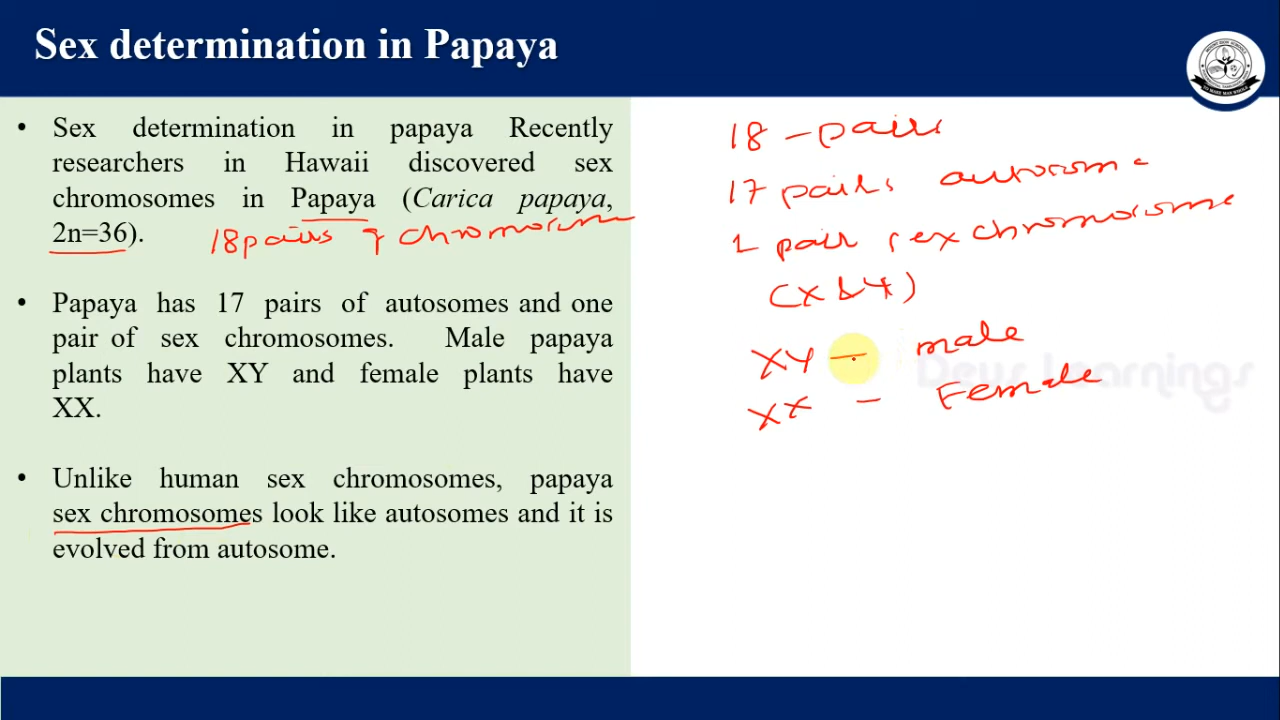 Sex determination in Papaya
• Sex determination in papaya Recently
researchers in Hawaii discovered sex
chromosomes in Papaya (Carica papaya,
2n=36).
18 pairs of chromosome
• Papaya has 17 pairs of autosomes and one
pair of sex chromosomes. Male papaya
plants have XY and female plants have
XX.
• Unlike human sex chromosomes, papaya
sex chromosomes look like autosomes and it is
evolved from autosome.
18 - pairs
17 pairs autosome
1 pair sex chromosome
(X & Y)
XY - male
XX - Female
Deus Learnings